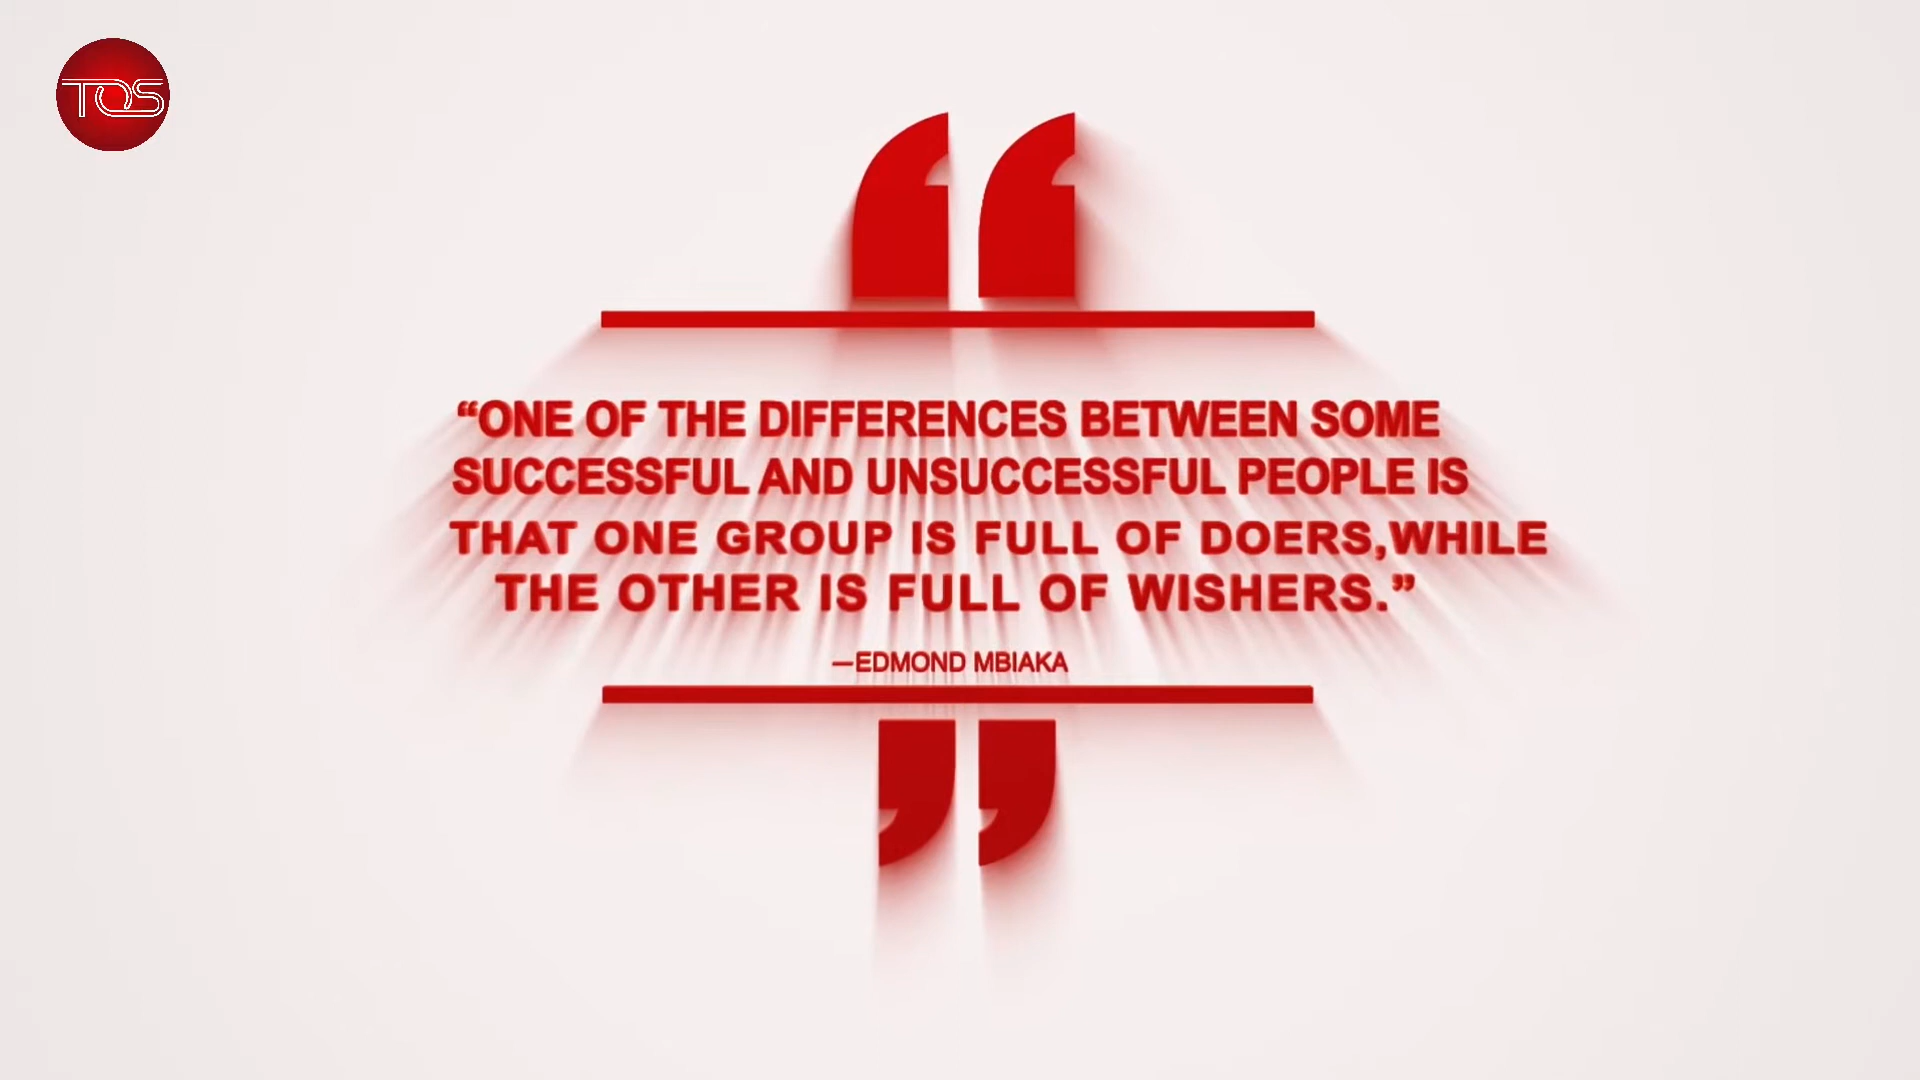 TOS
“ONE OF THE DIFFERENCES BETWEEN SOME
SUCCESSFUL AND UNSUCCESSFUL PEOPLE IS
THAT ONE GROUP IS FULL OF DOERS,WHILE
THE OTHER IS FULL OF WISHERS.”
—EDMOND MBIAKA